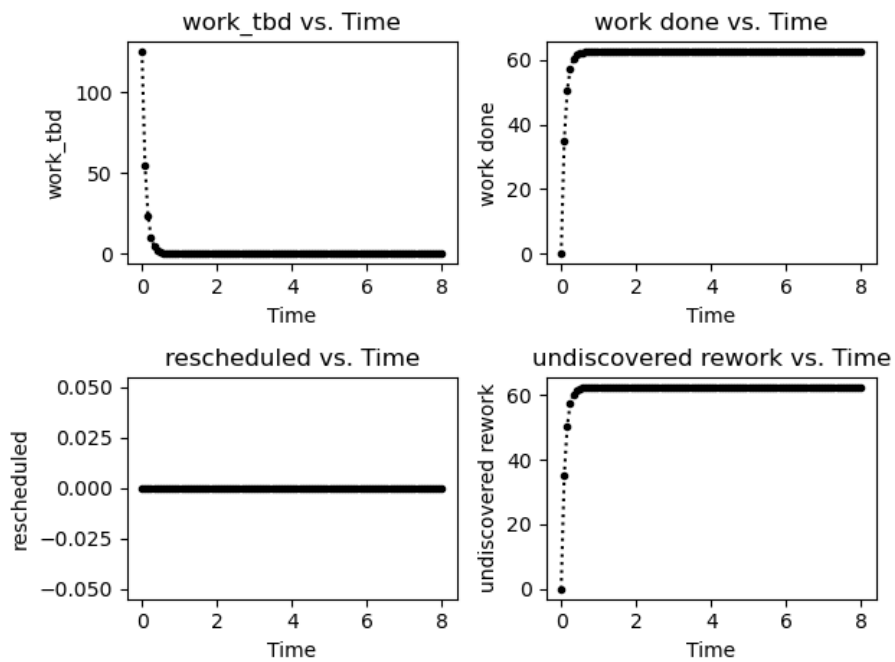 work_tbd vs. Time
work_tbd
100
50
0
0 2 4 6 8
Time
work done vs. Time
work done
60
40
20
0
0 2 4 6 8
Time
rescheduled vs. Time
rescheduled
0.050
0.025
0.000
−0.025
−0.050
0 2 4 6 8
Time
undiscovered rework vs. Time
undiscovered rework
60
40
20
0
0 2 4 6 8
Time